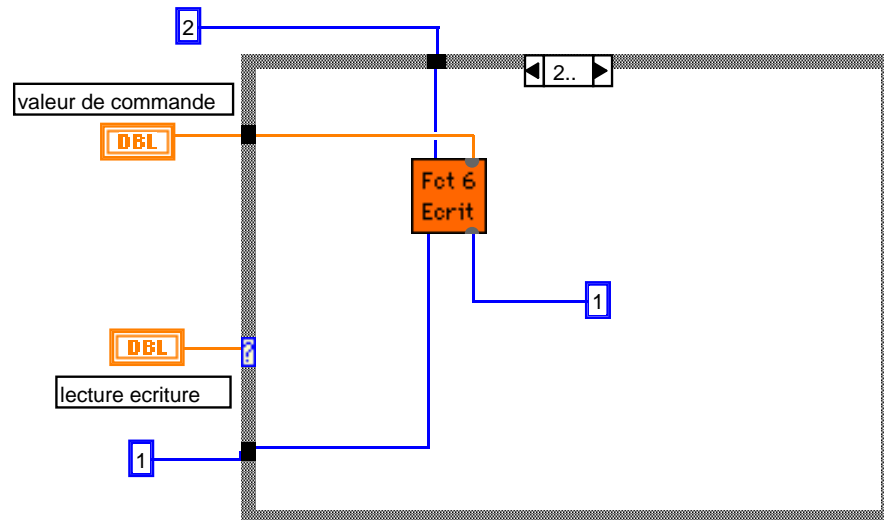 2
2..
valeur de commande
DBL
Fct 6
Ecrit
1
DBL
?
lecture ecriture
1